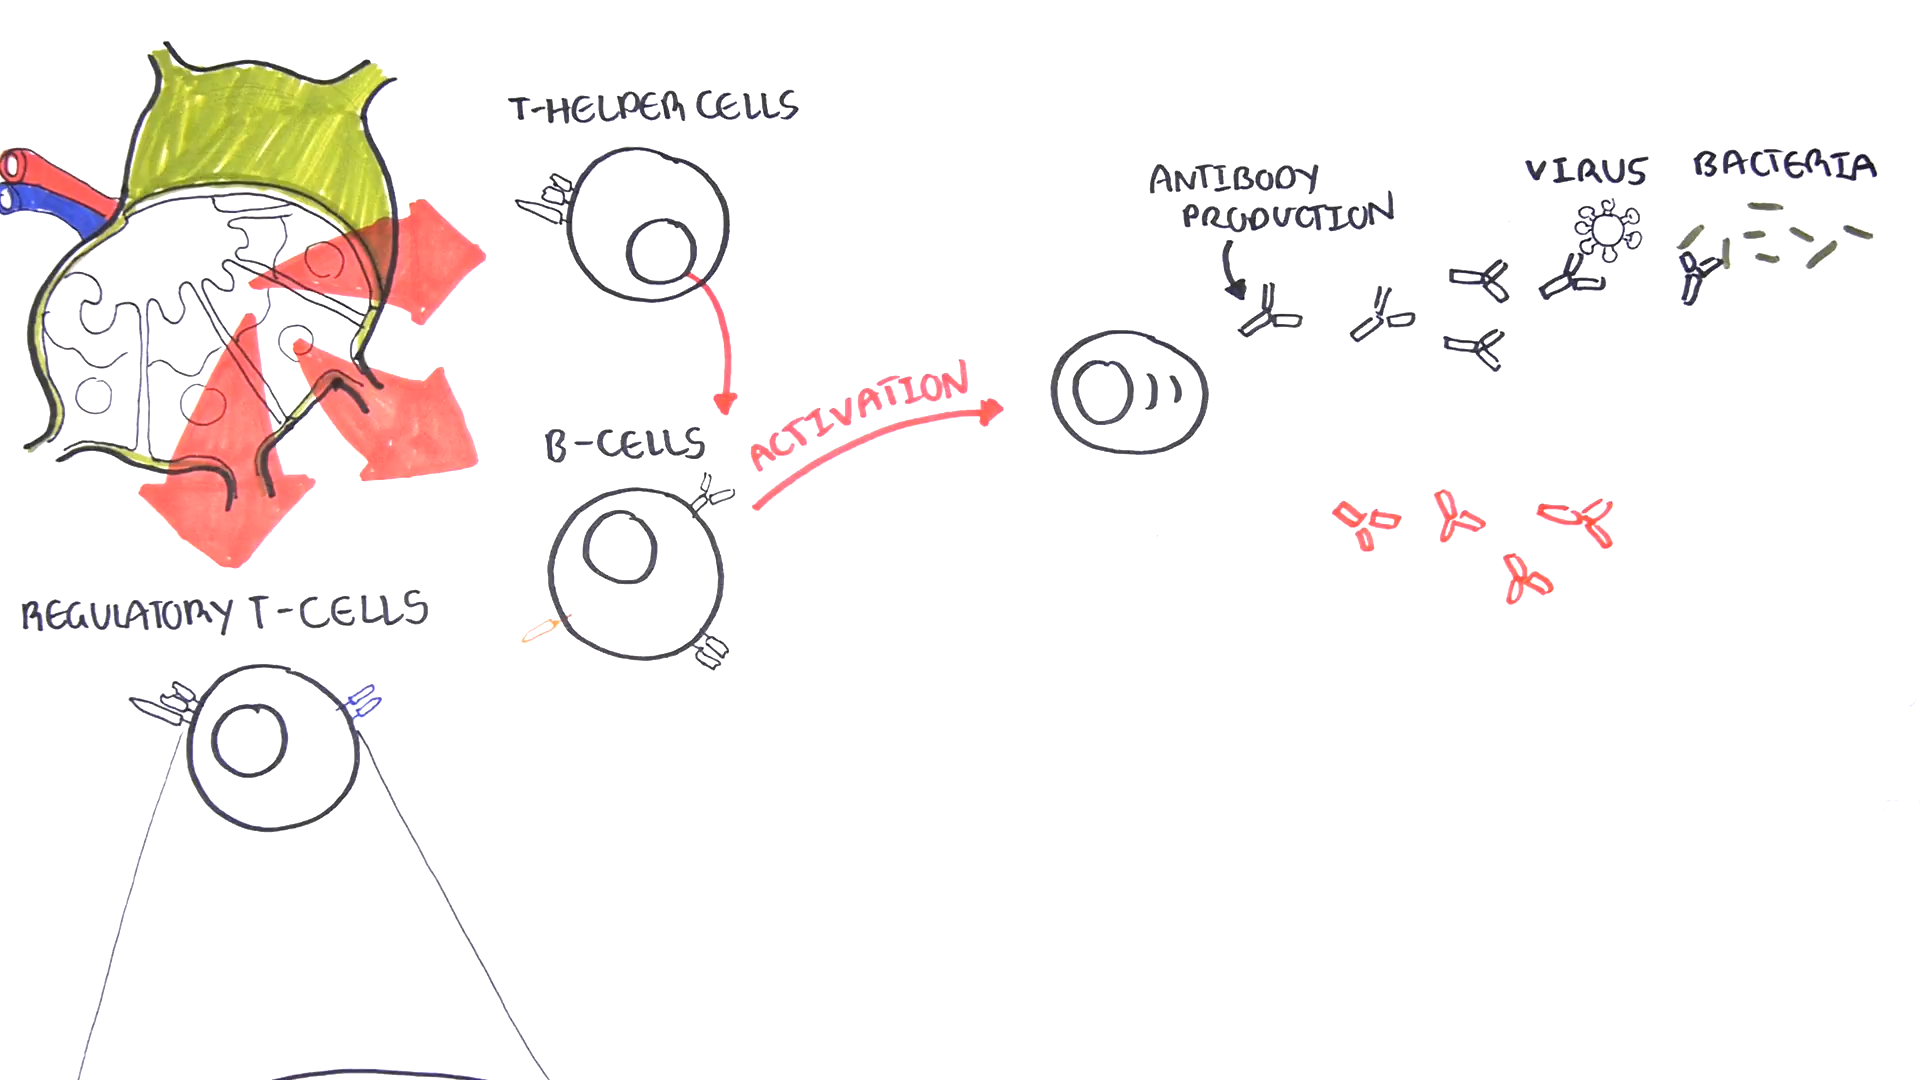 T-HELPER CELLS
ANTIBODY
PRODUCTION
VIRUS
BACTERIA
ACTIVATION
B-CELLS
REGULATORY T-CELLS